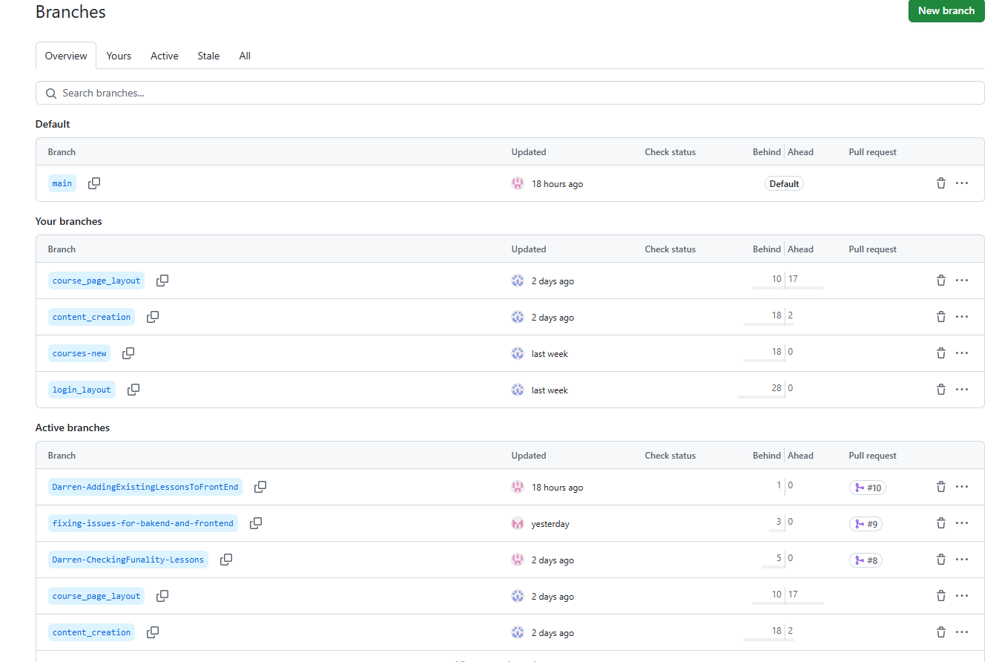 Branches
New branch
Overview Yours Active Stale All
Search branches...
Default
Branch Updated Check status Behind Ahead Pull request
main 18 hours ago Default
Your branches
Branch Updated Check status Behind Ahead Pull request
course_page_layout 2 days ago 10 17
content_creation 2 days ago 18 2
courses-new last week 18 0
login_layout last week 28 0
Active branches
Branch Updated Check status Behind Ahead Pull request
Darren-AddingExistingLessonsToFrontEnd 18 hours ago 1 0 #10
fixing-issues-for-bakend-and-frontend yesterday 3 0 #9
Darren-CheckingFunality-Lessons 2 days ago 5 0 #8
course_page_layout 2 days ago 10 17
content_creation 2 days ago 18 2